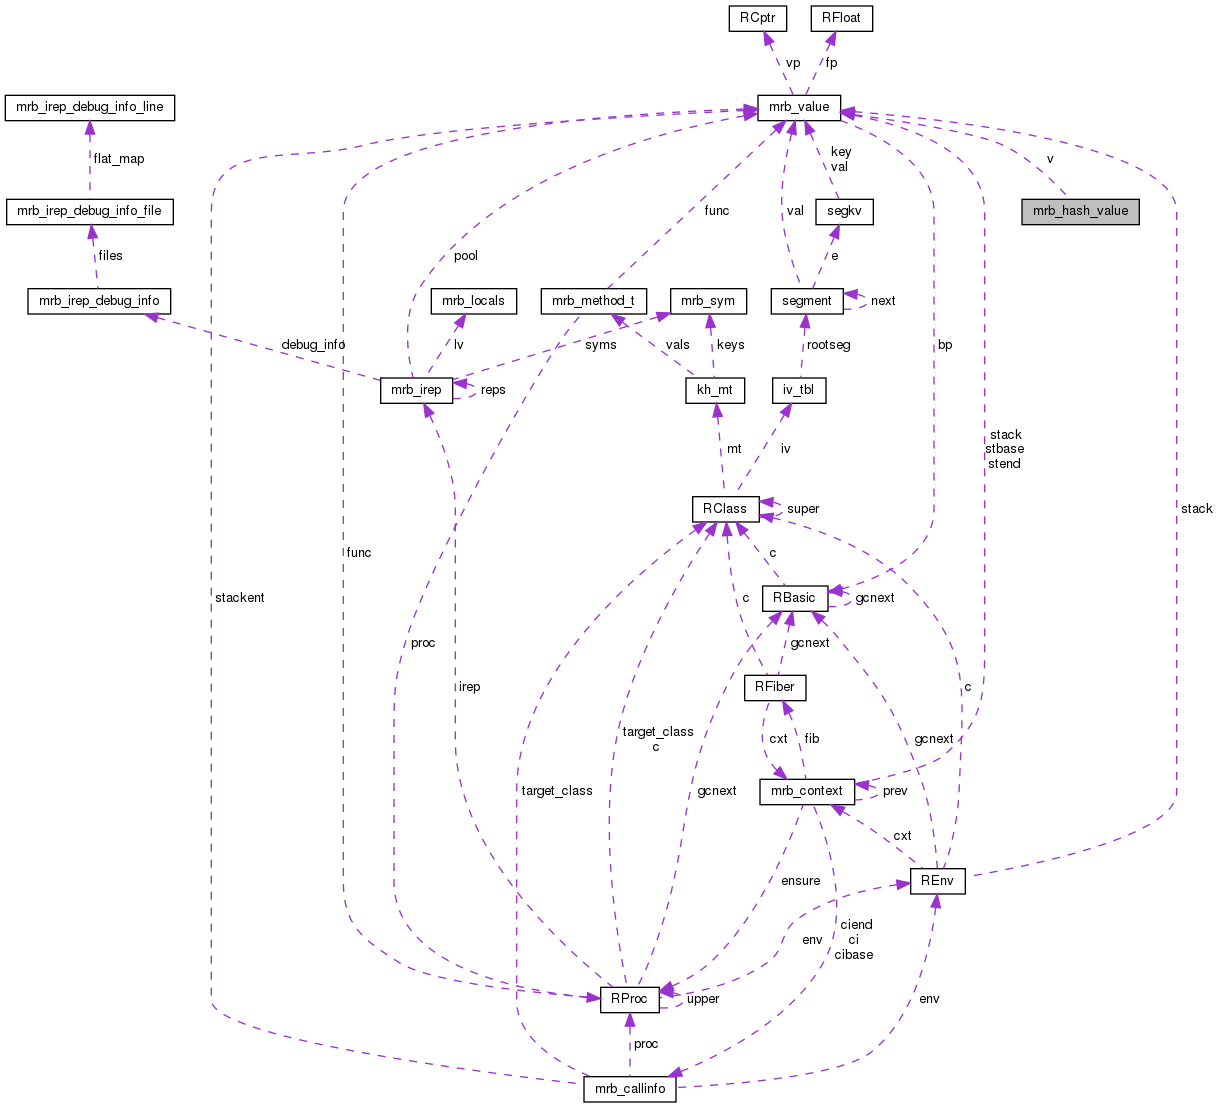 RCptr
RFloat
vp
fp
mrb_irep_debug_info_line
mrb_value
flat_map
key
val
v
mrb_irep_debug_info_file
func
val
segkv
mrb_hash_value
files
pool
e
mrb_irep_debug_info
mrb_locals
mrb_method_t
mrb_sym
segment
next
debug_info
lv
syms
vals
keys
rootseg
bp
mrb_irep
reps
kh_mt
iv_tbl
stack
stbase
stend
mt
iv
RClass
super
stack
func
c
stackent
RBasic
gcnext
c
proc
gcnext
irep
RFiber
c
target_class
c
cxt
fib
gcnext
target_class
gcnext
mrb_context
prev
cxt
ensure
REnv
env
ciend
ci
cibase
RProc
upper
env
proc
mrb_callinfo